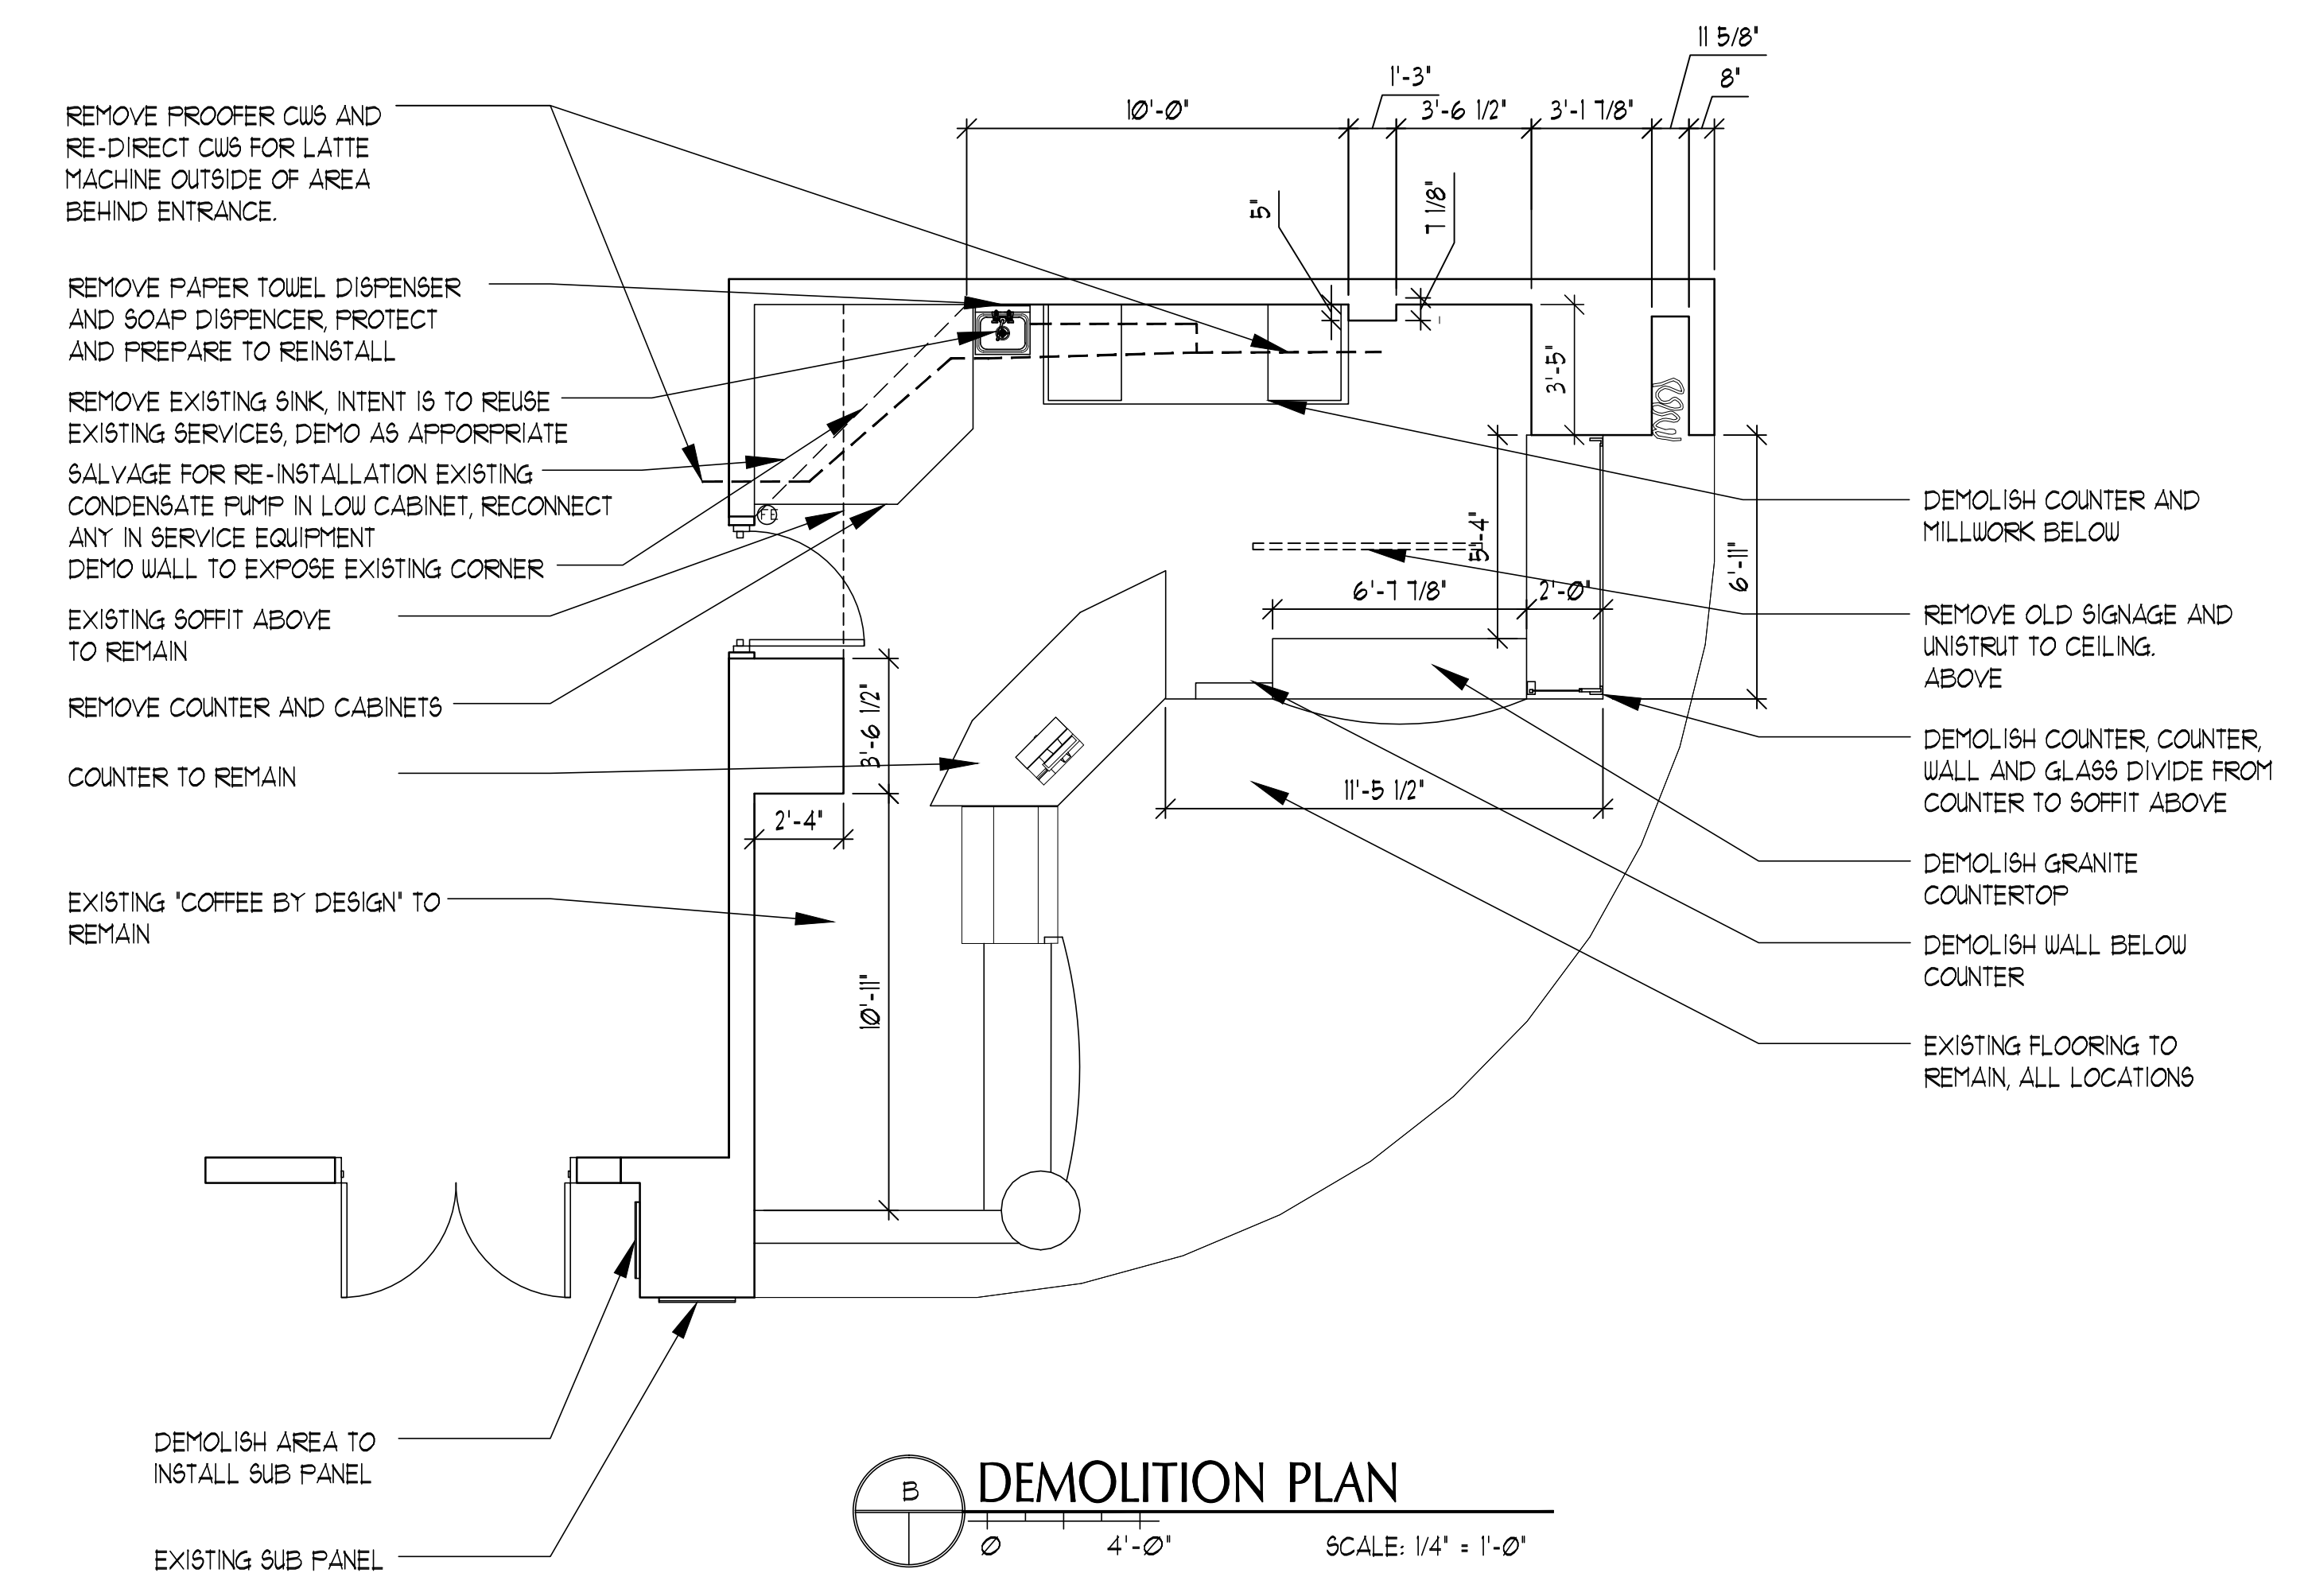 11 5/8"
1'-3"
8"
10'-0"
3'-6 1/2"
3'-1 7/8"
5"
7 1/8"
REMOVE PROOFER CWS AND
RE-DIRECT CWS FOR LATTE
MACHINE OUTSIDE OF AREA
BEHIND ENTRANCE.
REMOVE PAPER TOWEL DISPENSER
AND SOAP DISPENCER, PROTECT
AND PREPARE TO REINSTALL
REMOVE EXISTING SINK, INTENT IS TO REUSE
EXISTING SERVICES, DEMO AS APPORPRIATE
SALVAGE FOR RE-INSTALLATION EXISTING
CONDENSATE PUMP IN LOW CABINET, RECONNECT
ANY IN SERVICE EQUIPMENT
DEMO WALL TO EXPOSE EXISTING CORNER
EXISTING SOFFIT ABOVE
TO REMAIN
REMOVE COUNTER AND CABINETS
COUNTER TO REMAIN
EXISTING "COFFEE BY DESIGN" TO
REMAIN
DEMOLISH AREA TO
INSTALL SUB PANEL
EXISTING SUB PANEL
FE
3'-5"
5'-4"
6'-11"
6'-7 7/8"
2'-0"
3'-6 1/2"
2'-4"
11'-5 1/2"
10'-11"
DEMOLISH COUNTER AND
MILLWORK BELOW
REMOVE OLD SIGNAGE AND
UNISTRUT TO CEILING.
ABOVE
DEMOLISH COUNTER, COUNTER,
WALL AND GLASS DIVIDE FROM
COUNTER TO SOFFIT ABOVE
DEMOLISH GRANITE
COUNTERTOP
DEMOLISH WALL BELOW
COUNTER
EXISTING FLOORING TO
REMAIN, ALL LOCATIONS
B
DEMOLITION PLAN
0
4'-0"
SCALE: 1/4" = 1'-0"